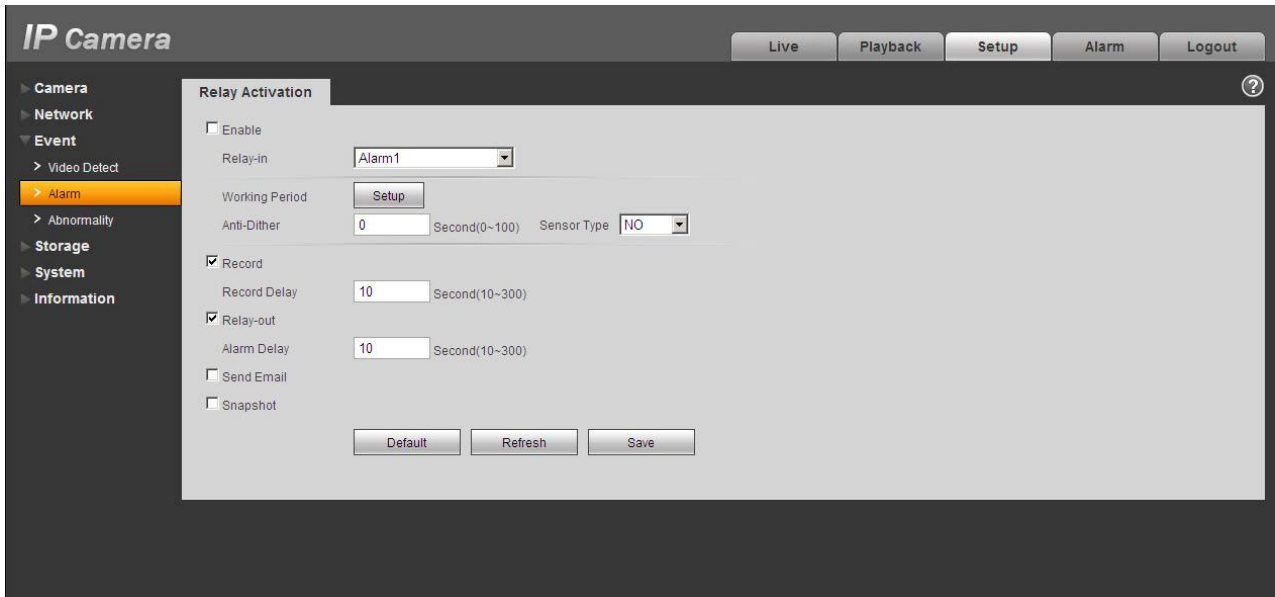 IP Camera
Live Playback Setup Alarm Logout
Camera
Network
Event
> Video Detect
> Alarm
> Abnormality
Storage
System
Information
Relay Activation
?
Enable
Relay-in Alarm1
Working Period Setup
Anti-Dither 0 Second(0~100) Sensor Type NO
Record
Record Delay 10 Second(10~300)
Relay-out
Alarm Delay 10 Second(10~300)
Send Email
Snapshot
Default Refresh Save